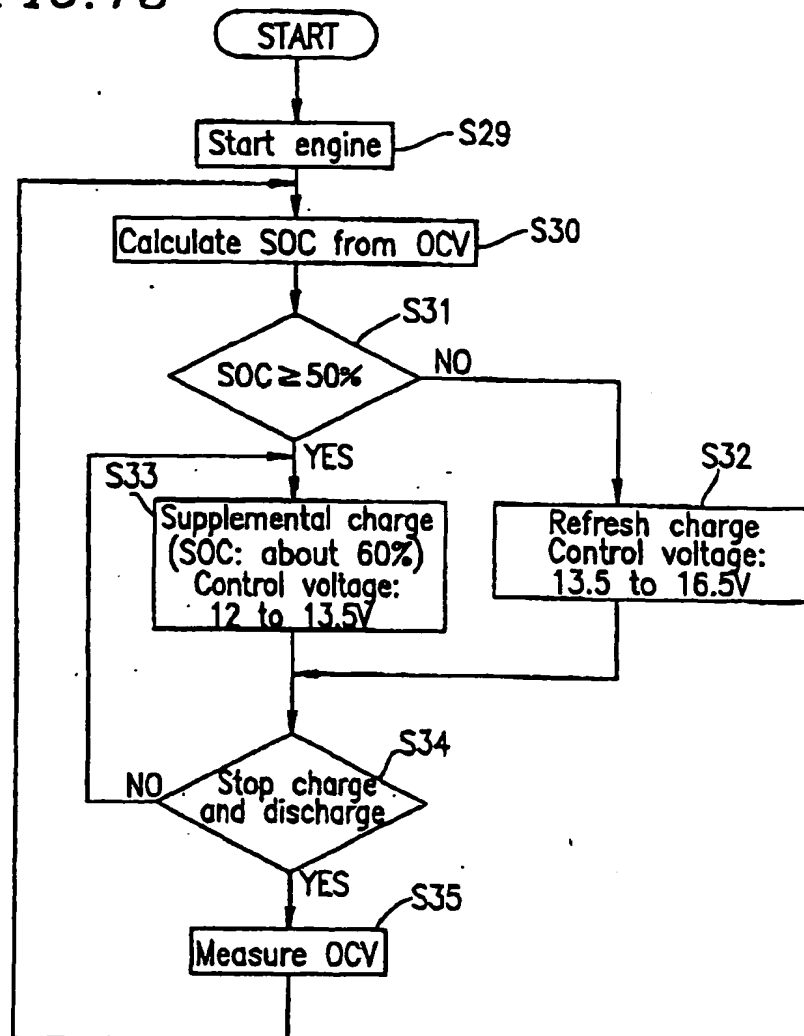 START
Start engine
S29
Calculate SOC from OCV
S30
S31
SOC ≥ 50%
NO
YES
S33
S32
Supplemental charge
(SOC: about 60%)
Control voltage:
12 to 13.5V
Refresh charge
Control voltage:
13.5 to 16.5V
S34
NO
Stop charge
and discharge
YES
S35
Measure OCV